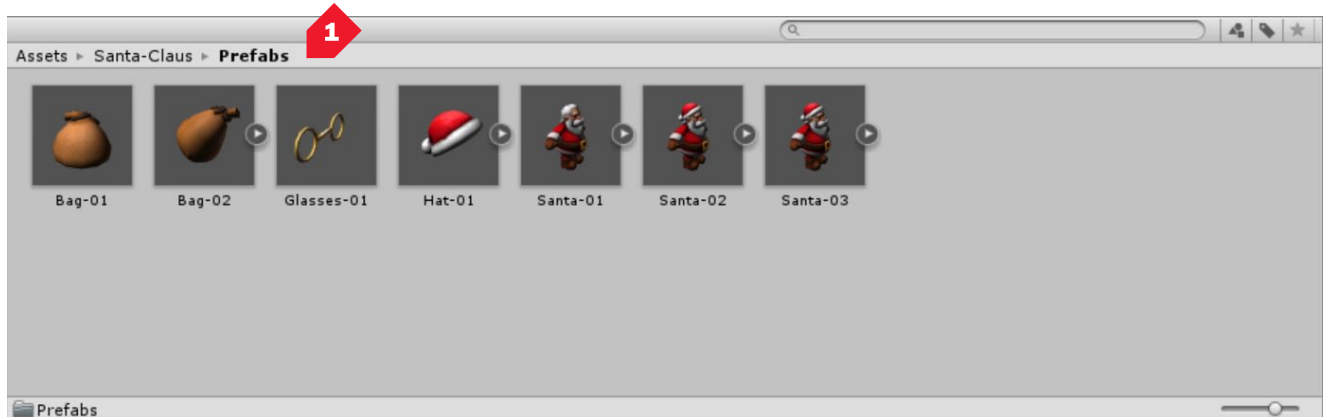 1
Assets ▸ Santa-Claus ▸ Prefabs
Bag-01 Bag-02 Glasses-01 Hat-01 Santa-01 Santa-02 Santa-03
Prefabs